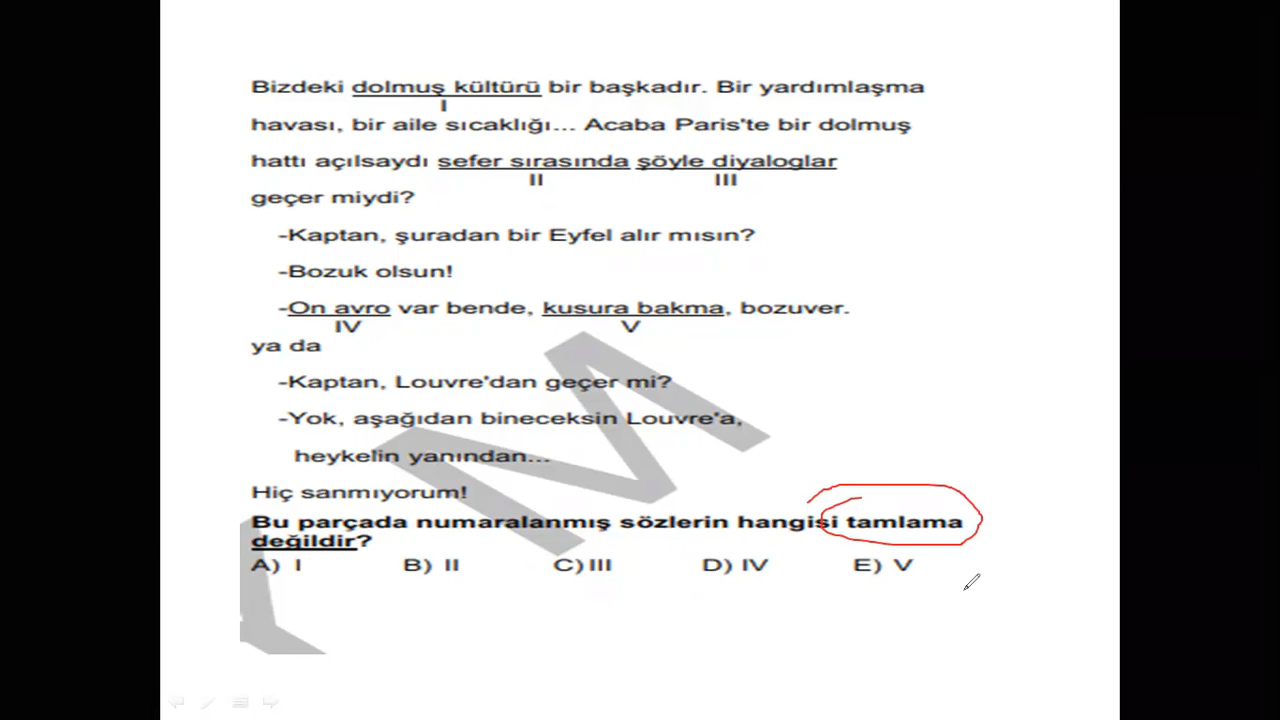 Bizdeki dolmuş kültürü bir başkadır. Bir yardımlaşma
I
havası, bir aile sıcaklığı... Acaba Paris'te bir dolmuş
hattı açılsaydı sefer sırasında şöyle diyaloglar
II III
geçer miydi?
-Kaptan, şuradan bir Eyfel alır mısın?
-Bozuk olsun!
-On avro var bende, kusura bakma, bozuver.
IV V
ya da
-Kaptan, Louvre'dan geçer mi?
-Yok, aşağıdan bineceksin Louvre'a,
heykelin yanından...
Hiç sanmıyorum!
Bu parçada numaralanmış sözlerin hangisi tamlama
değildir?
A) I B) II C) III D) IV E) V